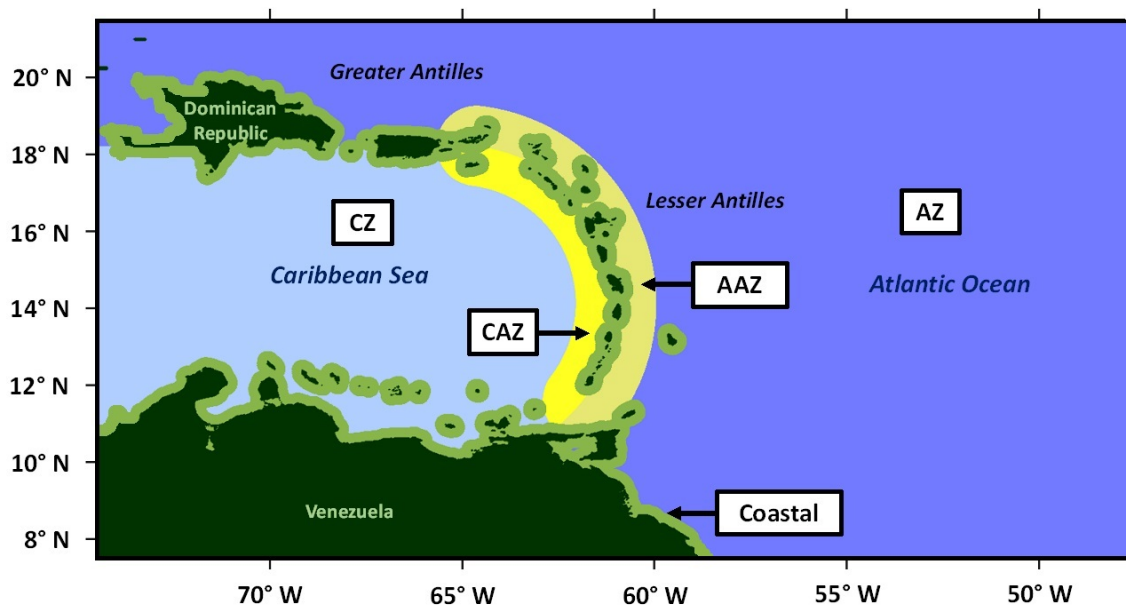 20° N
18° N
16° N
14° N
12° N
10° N
8° N
Greater Antilles
Dominican
Republic
CZ
Caribbean Sea
Lesser Antilles
AZ
AAZ
Atlantic Ocean
CAZ
Venezuela
Coastal
70° W
65° W
60° W
55° W
50° W